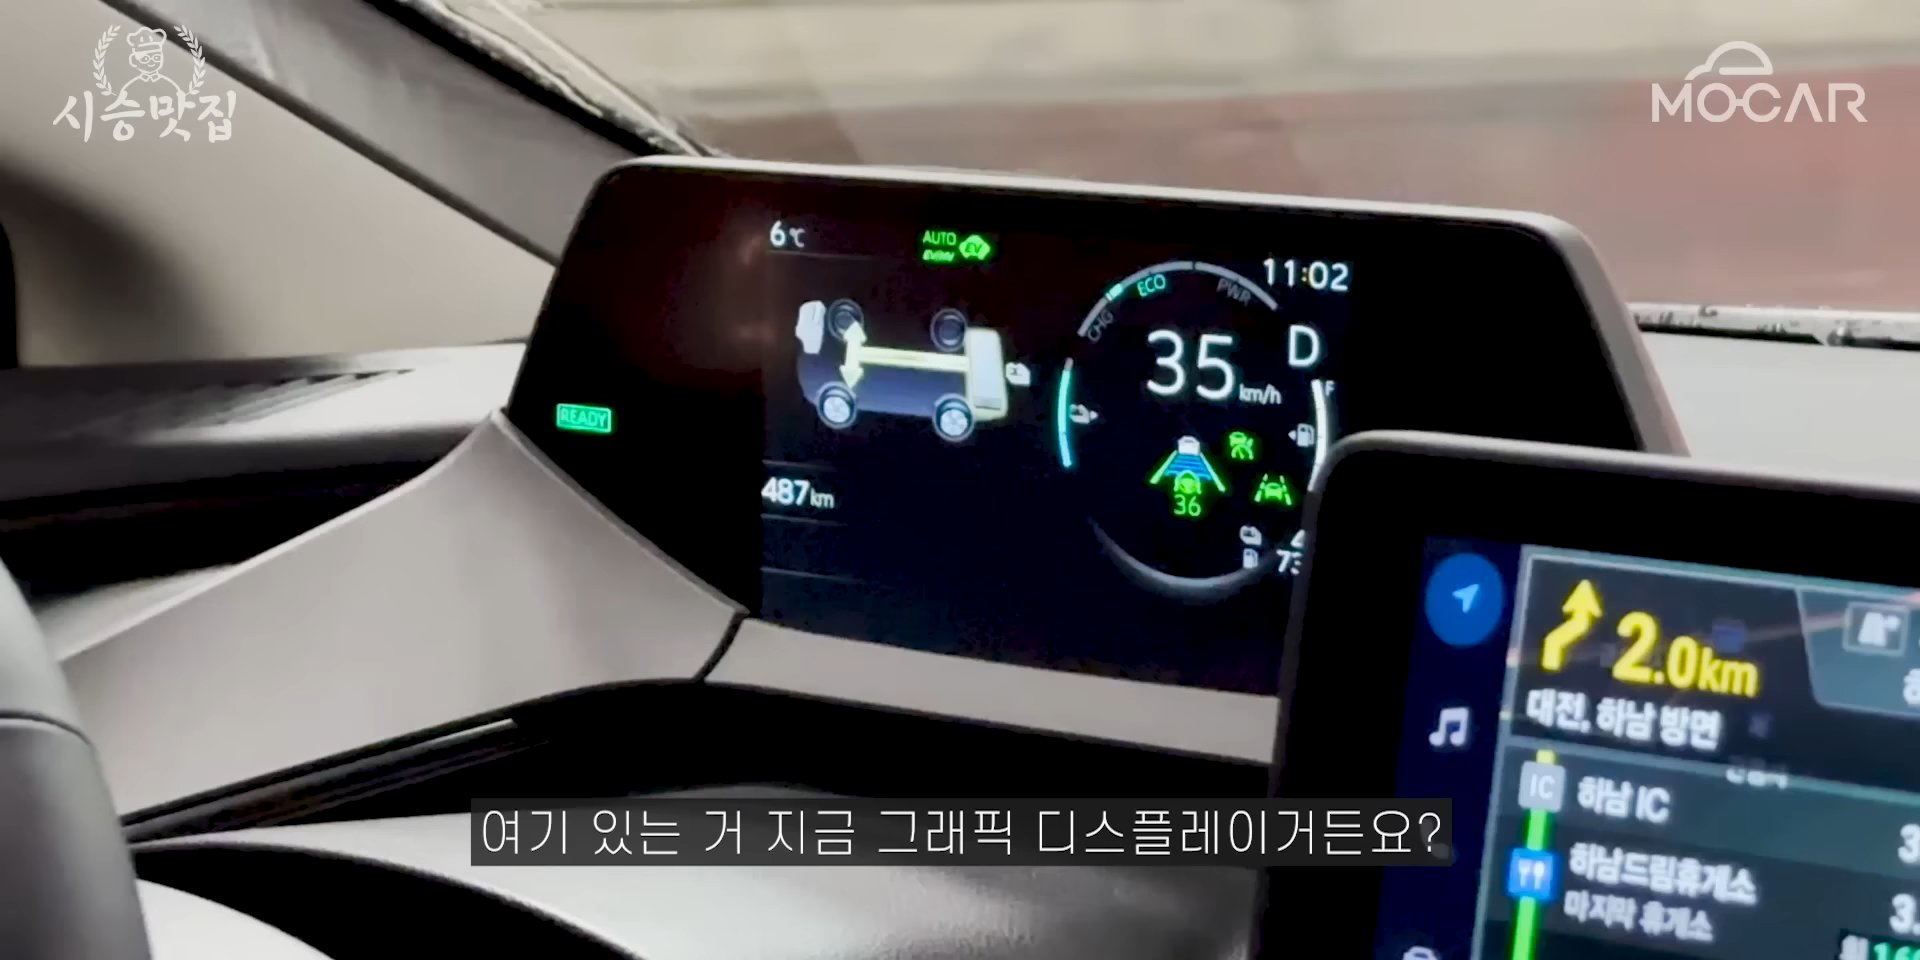 시승맛집
MOCAR
6℃
AUTO
EV
11:02
CHG
ECO
PWR
35 km/h
D
F
READY
487 km
36
2.0km
대전, 하남 방면
IC
하남 IC
하남드림휴게소
마지막 휴게소
여기 있는 거 지금 그래픽 디스플레이거든요?